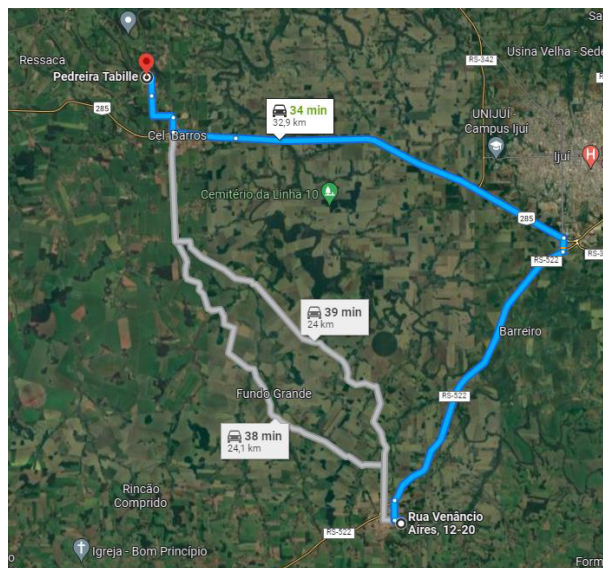 Sa
RS-342
Usina Velha - Sede
Ressaca
Pedreira Tabille
285
34 min
32,9 km
UNIJUÍ -
Campus Ijuí
Cel. Barros
Ijuí
H
Cemitério da Linha 10
285
RS-522
RS-3
39 min
24 km
Barreiro
Fundo Grande
RS-522
38 min
24,1 km
Rincão
Comprido
Rua Venâncio
Aires, 12-20
RS-522
Igreja - Bom Princípio
o
Form